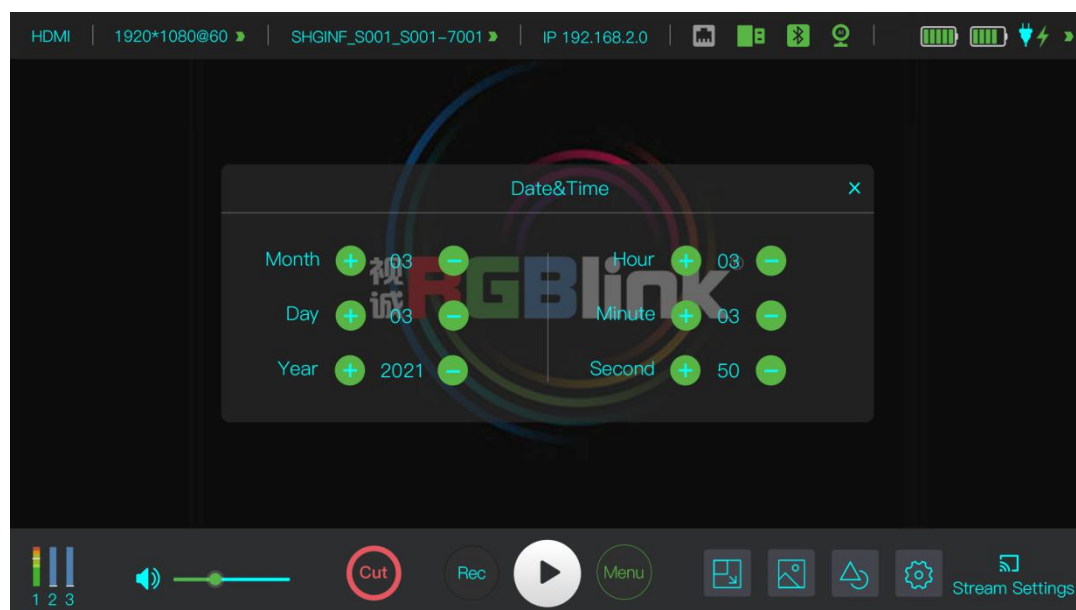 HDMI 1920*1080@60 SHGINF_S001_S001-7001 IP 192.168.2.0
Date&Time ×
Month + 03 − Hour + 03 −
视诚 RGBlink
Day + 03 − Minute + 03 −
Year + 2021 − Second + 50 −
Cut Rec Menu
Stream Settings
1 2 3